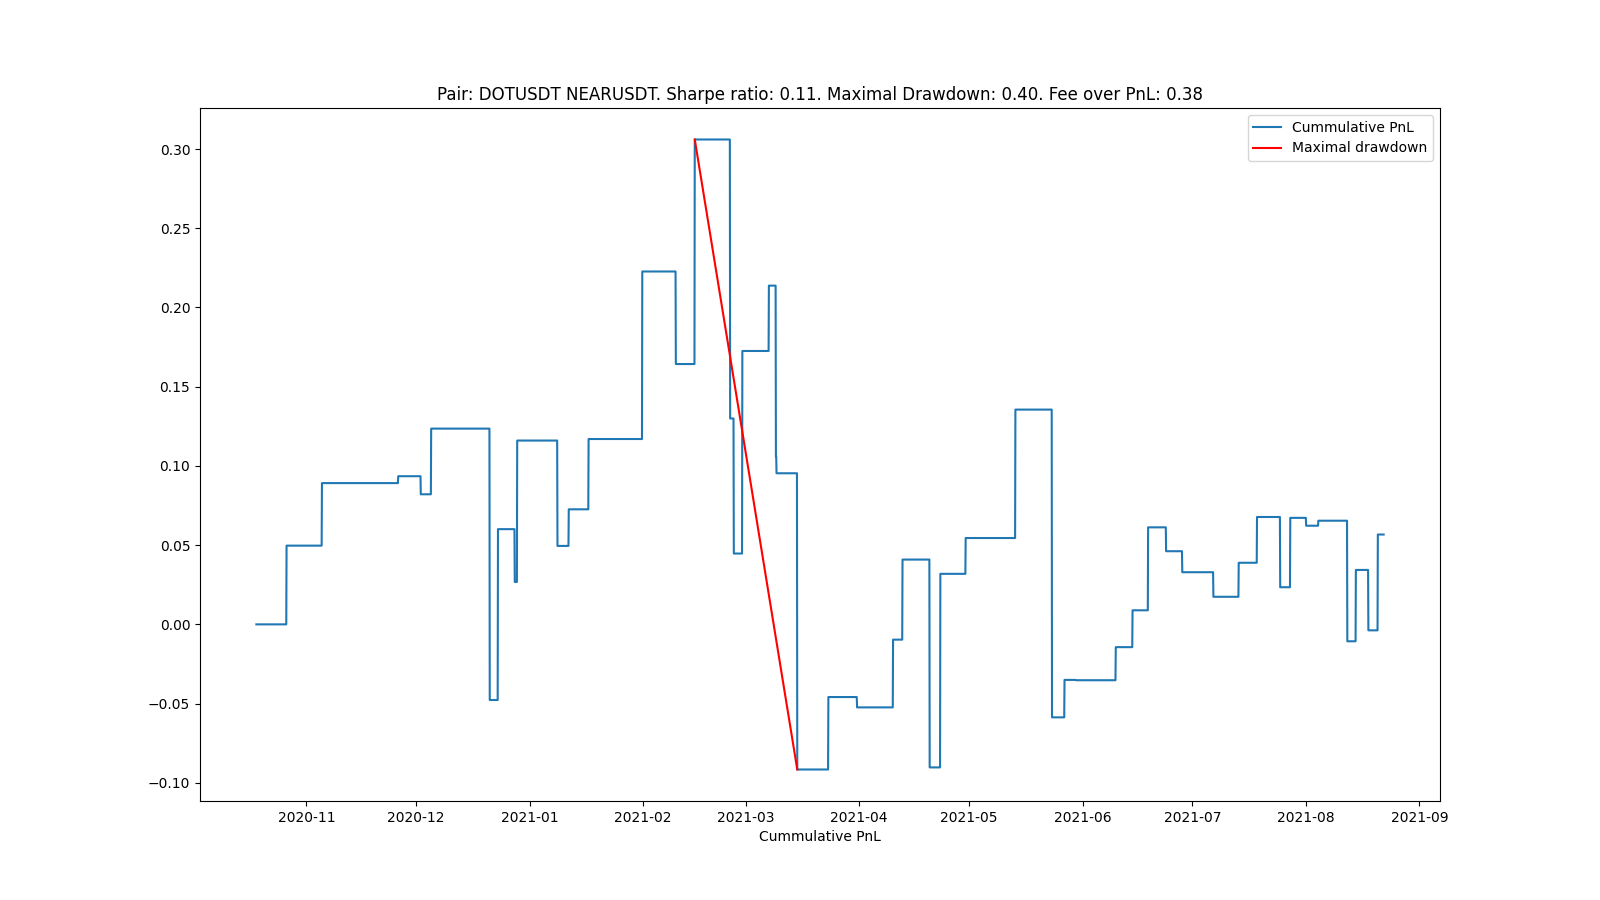 Pair: DOTUSDT NEARUSDT. Sharpe ratio: 0.11. Maximal Drawdown: 0.40. Fee over PnL: 0.38
Cummulative PnL
Maximal drawdown
0.30
0.25
0.20
0.15
0.10
0.05
0.00
−0.05
−0.10
2020-11 2020-12 2021-01 2021-02 2021-03 2021-04 2021-05 2021-06 2021-07 2021-08 2021-09
Cummulative PnL